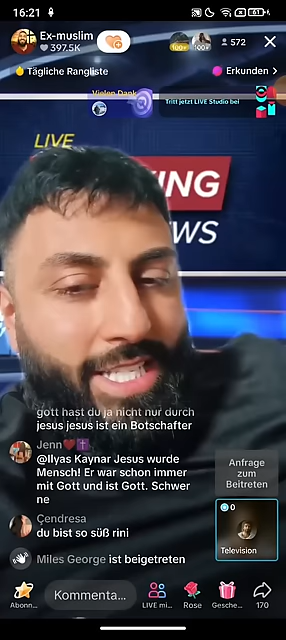 16:21
61
Ex-muslim
397.5K
100+
100+
572
Tägliche Rangliste
Erkunden >
Vielen Dank
Tritt jetzt LIVE Studio bei
LIVE
ING
WS
gott hast du ja nicht nur durch
jesus jesus ist ein Botschafter
Jenn
@Ilyas Kaynar Jesus wurde
Mensch! Er war schon immer
mit Gott und ist Gott. Schwer
ne
Anfrage
zum
Beitreten
0
Television
Çendresa
du bist so süß rini
Miles George ist beigetreten
Abonn...
Kommenta...
LIVE mi...
Rose
Gesche...
170